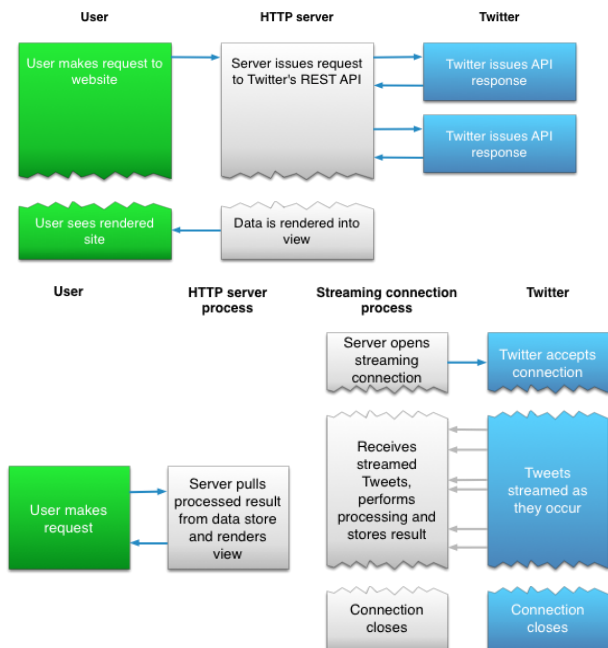 User
HTTP server
Twitter
User makes request to
website
Server issues request
to Twitter's REST API
Twitter issues API
response
Twitter issues API
response
User sees rendered
site
Data is rendered into
view
User
HTTP server
process
Streaming connection
process
Twitter
Server opens
streaming
connection
Twitter accepts
connection
User makes
request
Server pulls
processed result
from data store
and renders
view
Receives
streamed
Tweets,
performs
processing and
stores result
Tweets
streamed as
they occur
Connection
closes
Connection
closes